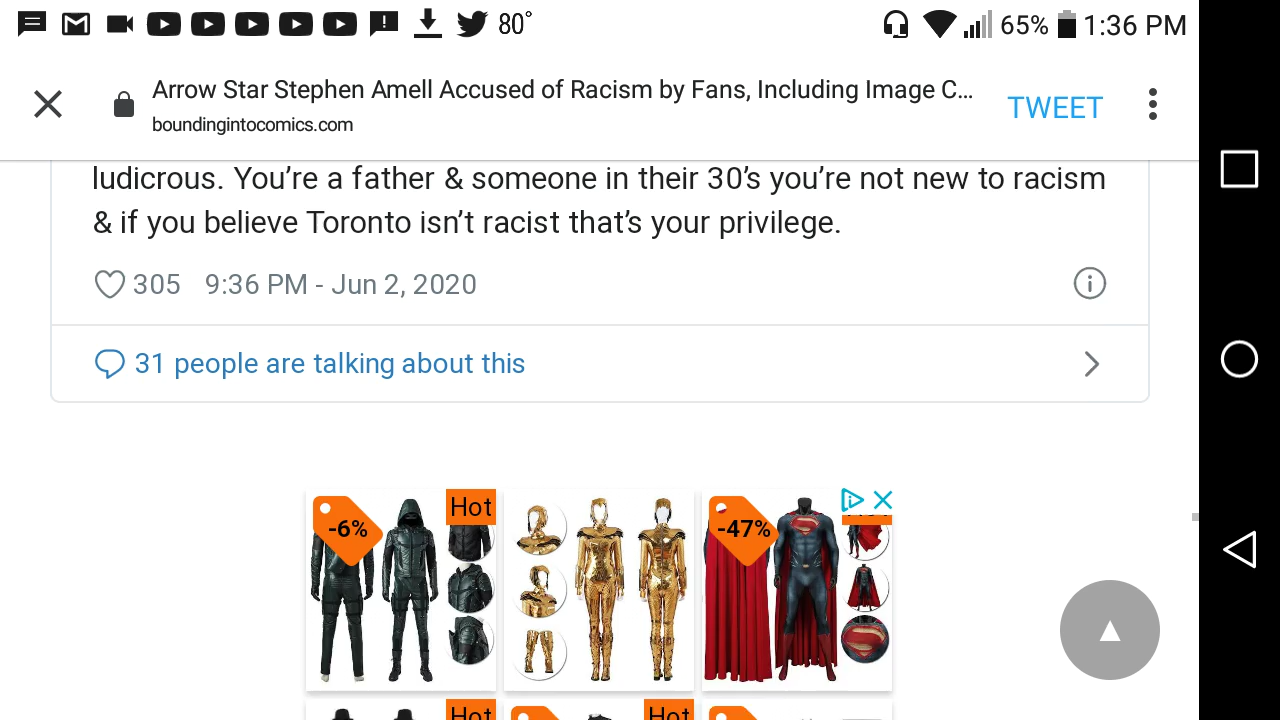 80° 65% 1:36 PM
Arrow Star Stephen Amell Accused of Racism by Fans, Including Image C...
boundingintocomics.com
TWEET
ludicrous. You're a father & someone in their 30's you're not new to racism
& if you believe Toronto isn't racist that's your privilege.
305 9:36 PM - Jun 2, 2020
31 people are talking about this
-6%
Hot
-47%
Hot
Hot